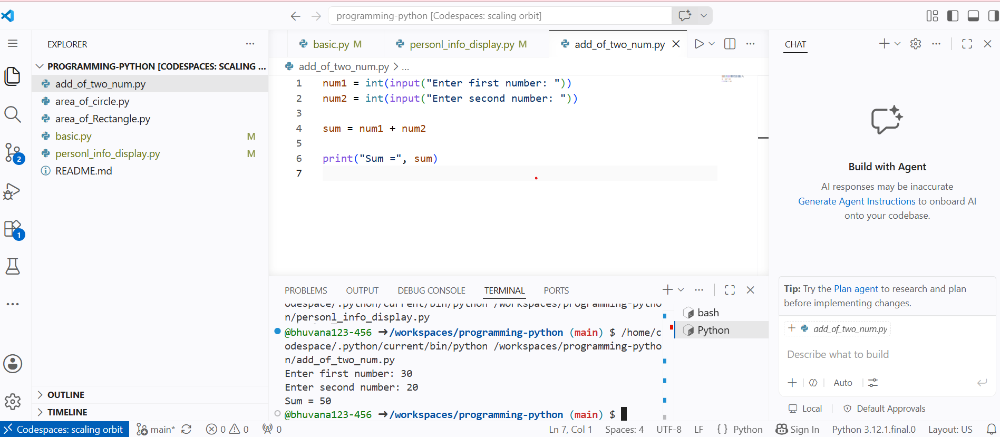 programming-python [Codespaces: scaling orbit]
EXPLORER
PROGRAMMING-PYTHON [CODESPACES: SCALING ...
add_of_two_num.py
area_of_circle.py
area_of_Rectangle.py
basic.py M
personl_info_display.py M
README.md
OUTLINE
TIMELINE
2
1
basic.py M
personl_info_display.py M
add_of_two_num.py
add_of_two_num.py > ...
1 num1 = int(input("Enter first number: "))
2 num2 = int(input("Enter second number: "))
3
4 sum = num1 + num2
5
6 print("Sum =", sum)
7
PROBLEMS OUTPUT DEBUG CONSOLE TERMINAL PORTS
odespace/.python/current/bin/python /workspaces/programming-pytho
n/personl_info_display.py
@bhuvana123-456 →/workspaces/programming-python (main) $ /home/c
odespace/.python/current/bin/python /workspaces/programming-pytho
n/add_of_two_num.py
Enter first number: 30
Enter second number: 20
Sum = 50
@bhuvana123-456 →/workspaces/programming-python (main) $
bash
Python
CHAT
Build with Agent
AI responses may be inaccurate
Generate Agent Instructions to onboard AI
onto your codebase.
Tip: Try the Plan agent to research and plan
before implementing changes.
add_of_two_num.py
Describe what to build
Auto
Local
Default Approvals
Codespaces: scaling orbit main* 0 0 0 Ln 7, Col 1 Spaces: 4 UTF-8 LF { } Python Sign In Python 3.12.1.final.0 Layout: US